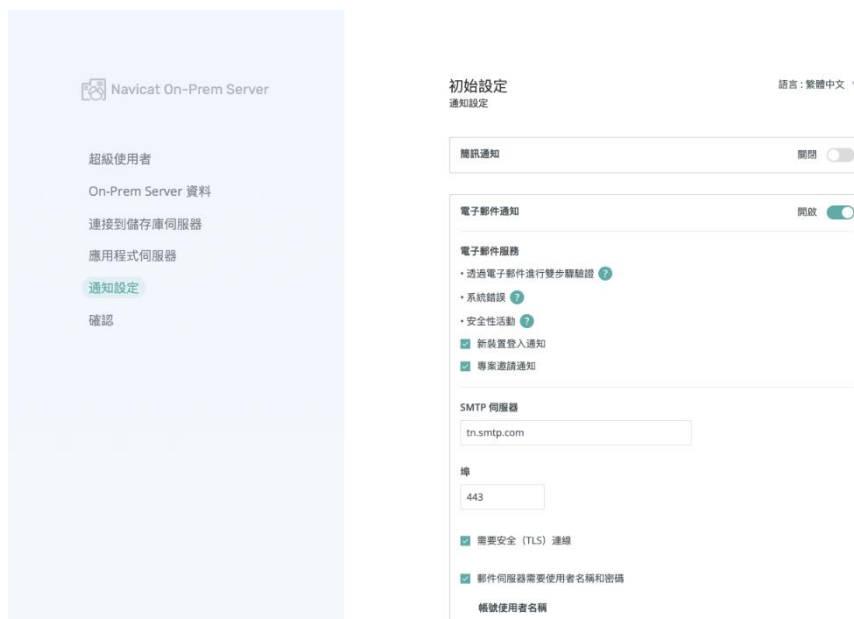 Navicat On-Prem Server
超級使用者
On-Prem Server 資料
連接到儲存庫伺服器
應用程式伺服器
通知設定
確認
初始設定
語言 : 繁體中文
通知設定
簡訊通知
關閉
電子郵件通知
開啟
電子郵件服務
• 透過電子郵件進行雙步驟驗證 ?
• 系統錯誤 ?
• 安全性活動 ?
新裝置登入通知
專案邀請通知
SMTP 伺服器
tn.smtp.com
埠
443
需要安全（TLS）連線
郵件伺服器需要使用者名稱和密碼
帳號使用者名稱